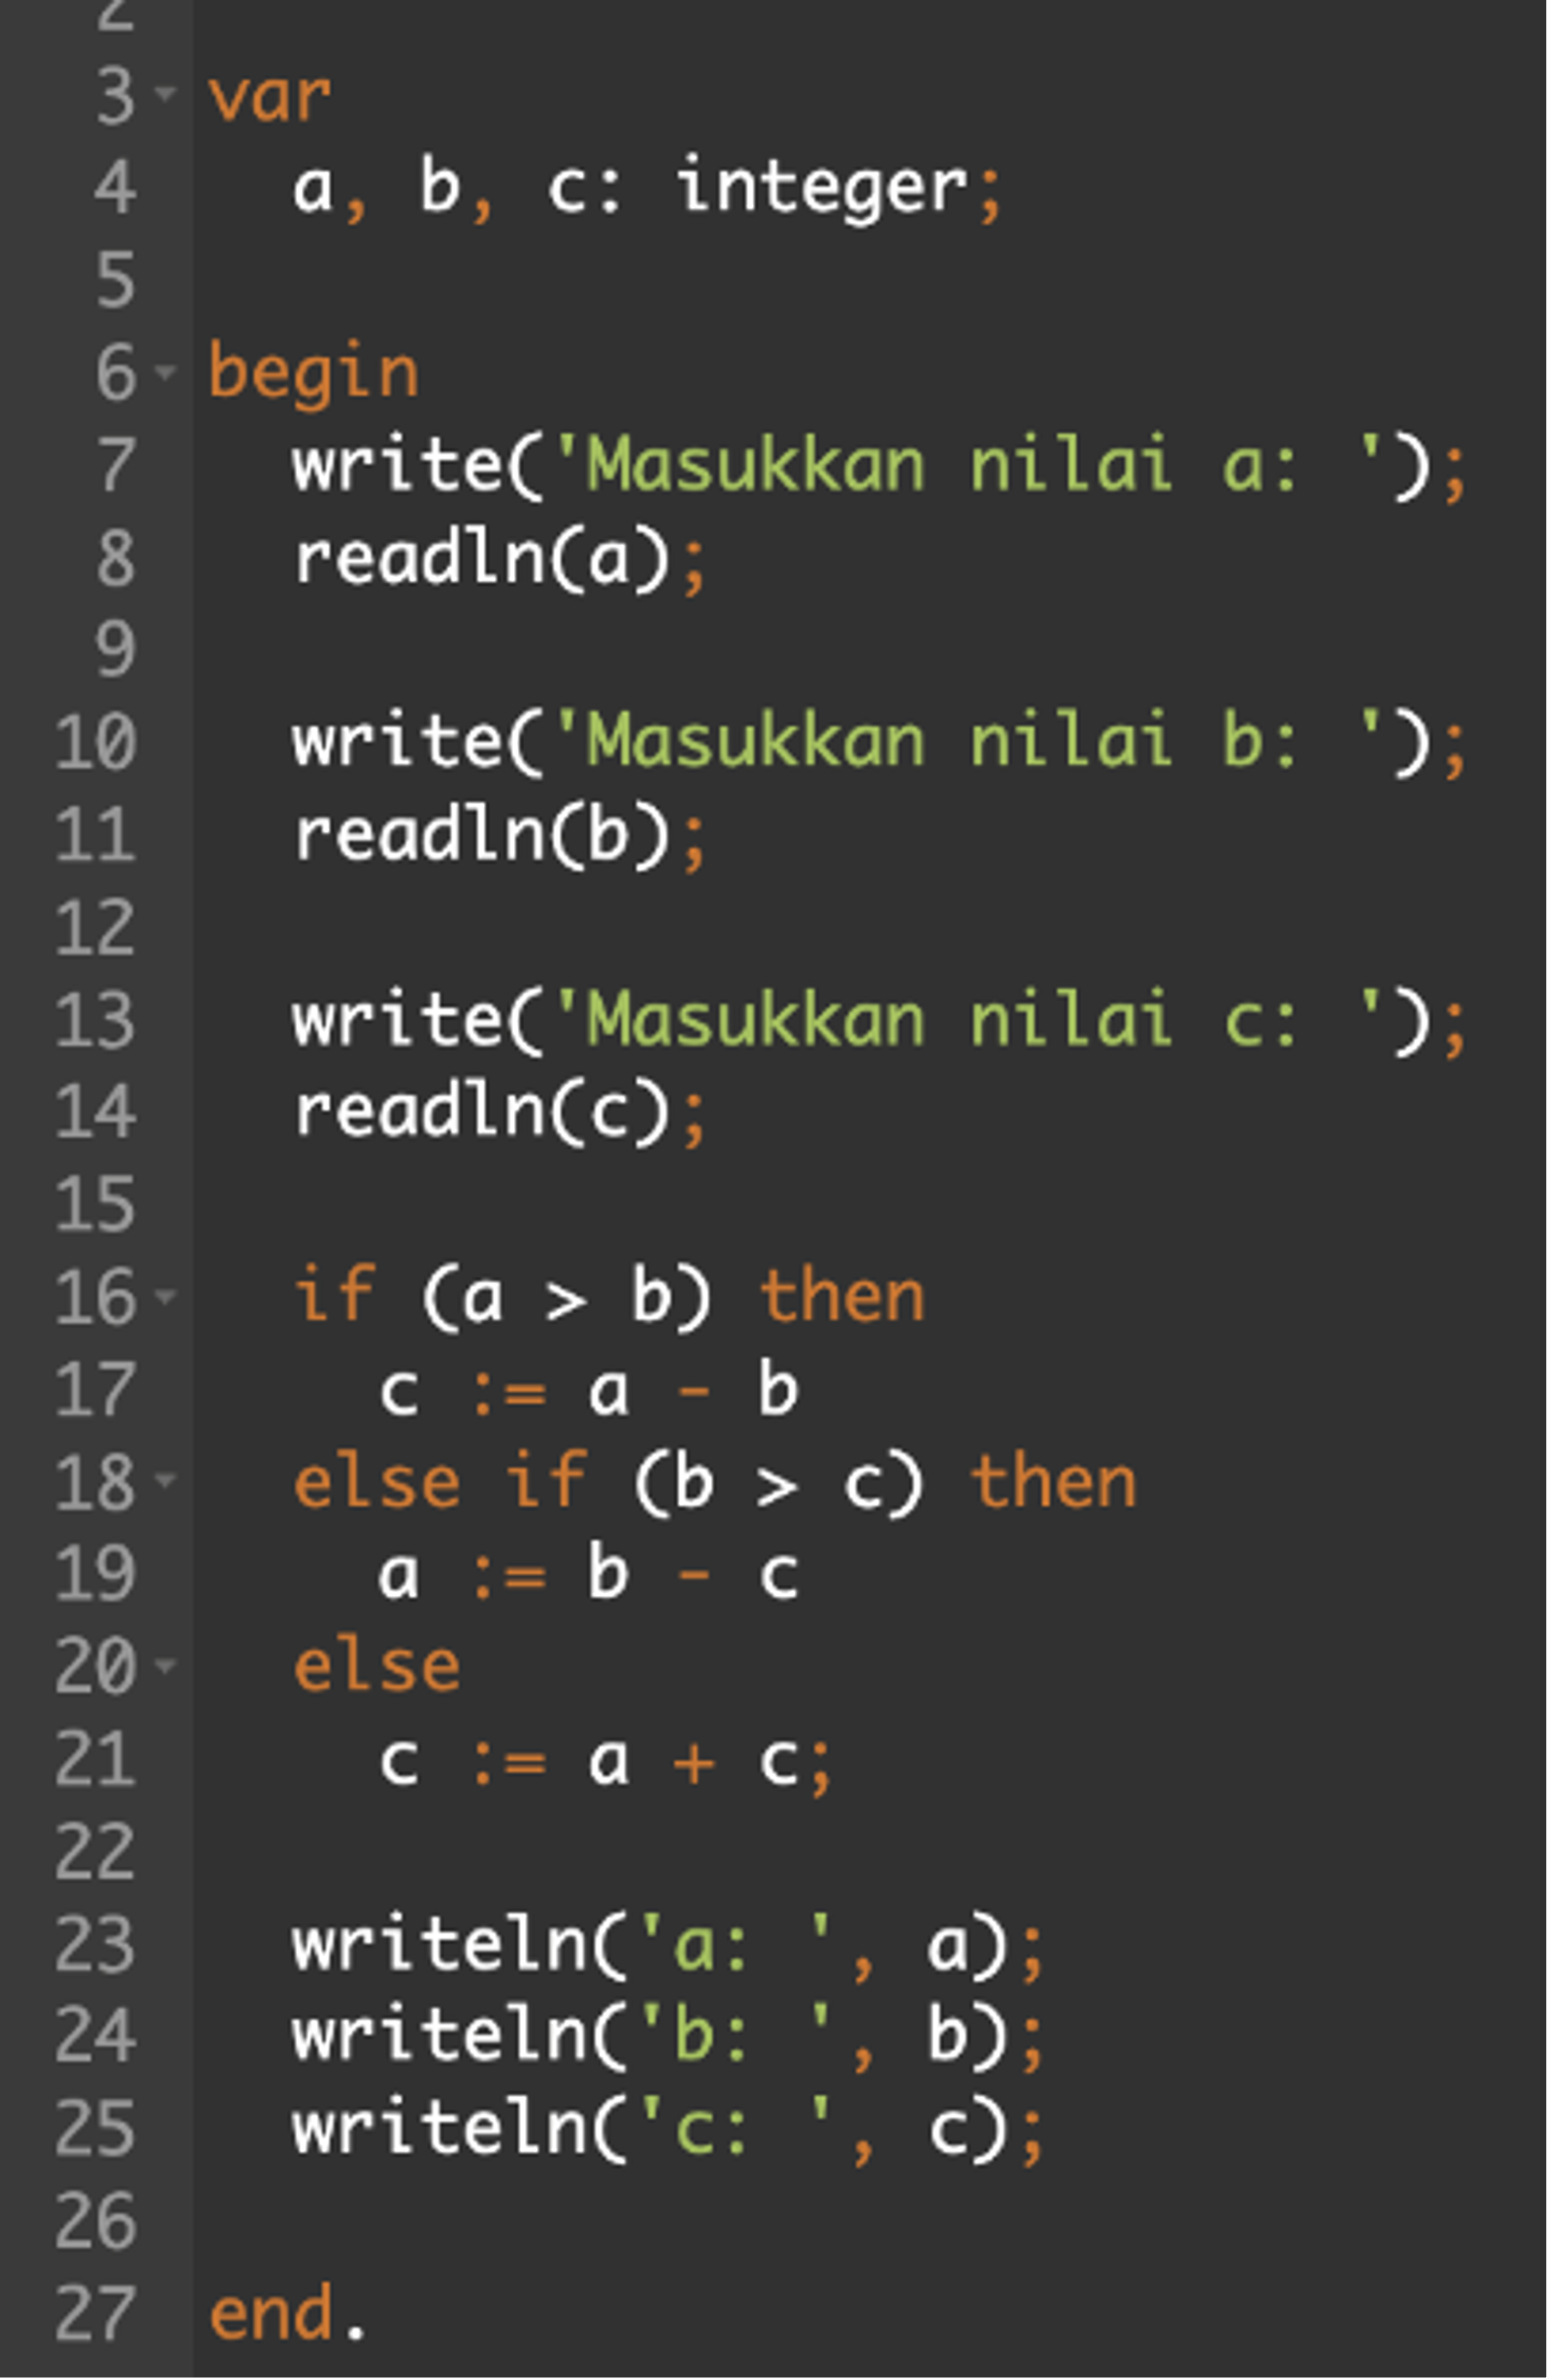 2
3 var
4 a, b, c: integer;
5
6 begin
7 write('Masukkan nilai a: ');
8 readln(a);
9
10 write('Masukkan nilai b: ');
11 readln(b);
12
13 write('Masukkan nilai c: ');
14 readln(c);
15
16 if (a > b) then
17 c := a - b
18 else if (b > c) then
19 a := b - c
20 else
21 c := a + c;
22
23 writeln('a: ', a);
24 writeln('b: ', b);
25 writeln('c: ', c);
26
27 end.